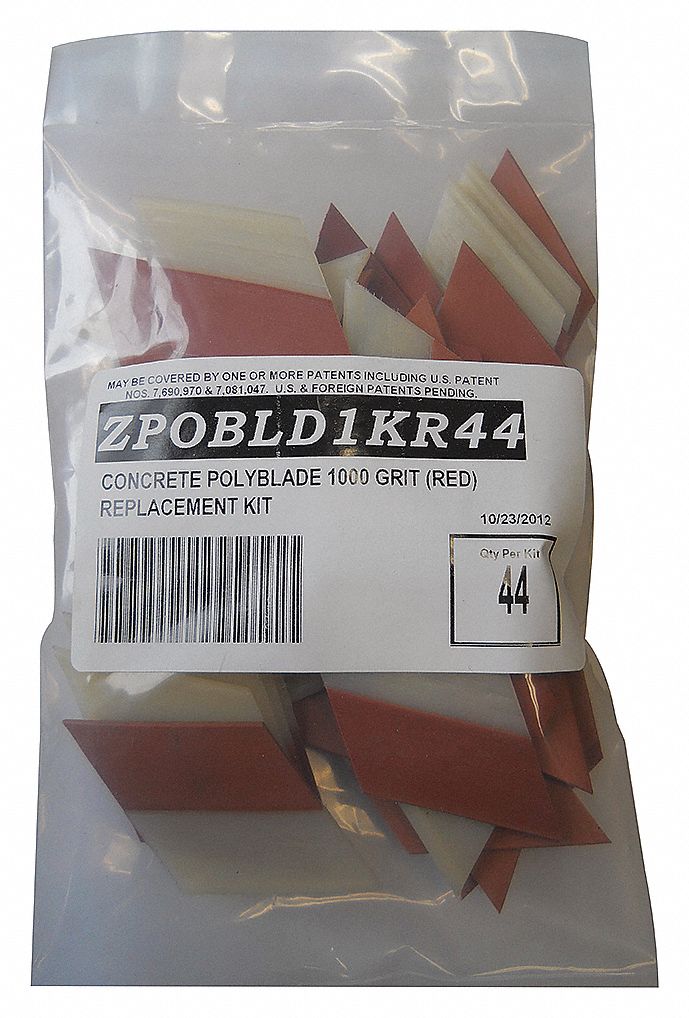 MAY BE COVERED BY ONE OR MORE PATENTS INCLUDING U.S. PATENT
NOS. 7,690,970 & 7,081,047. U.S. & FOREIGN PATENTS PENDING.
ZPOBLD1KR44
CONCRETE POLYBLADE 1000 GRIT (RED)
REPLACEMENT KIT
10/23/2012
Qty Per Kit
44